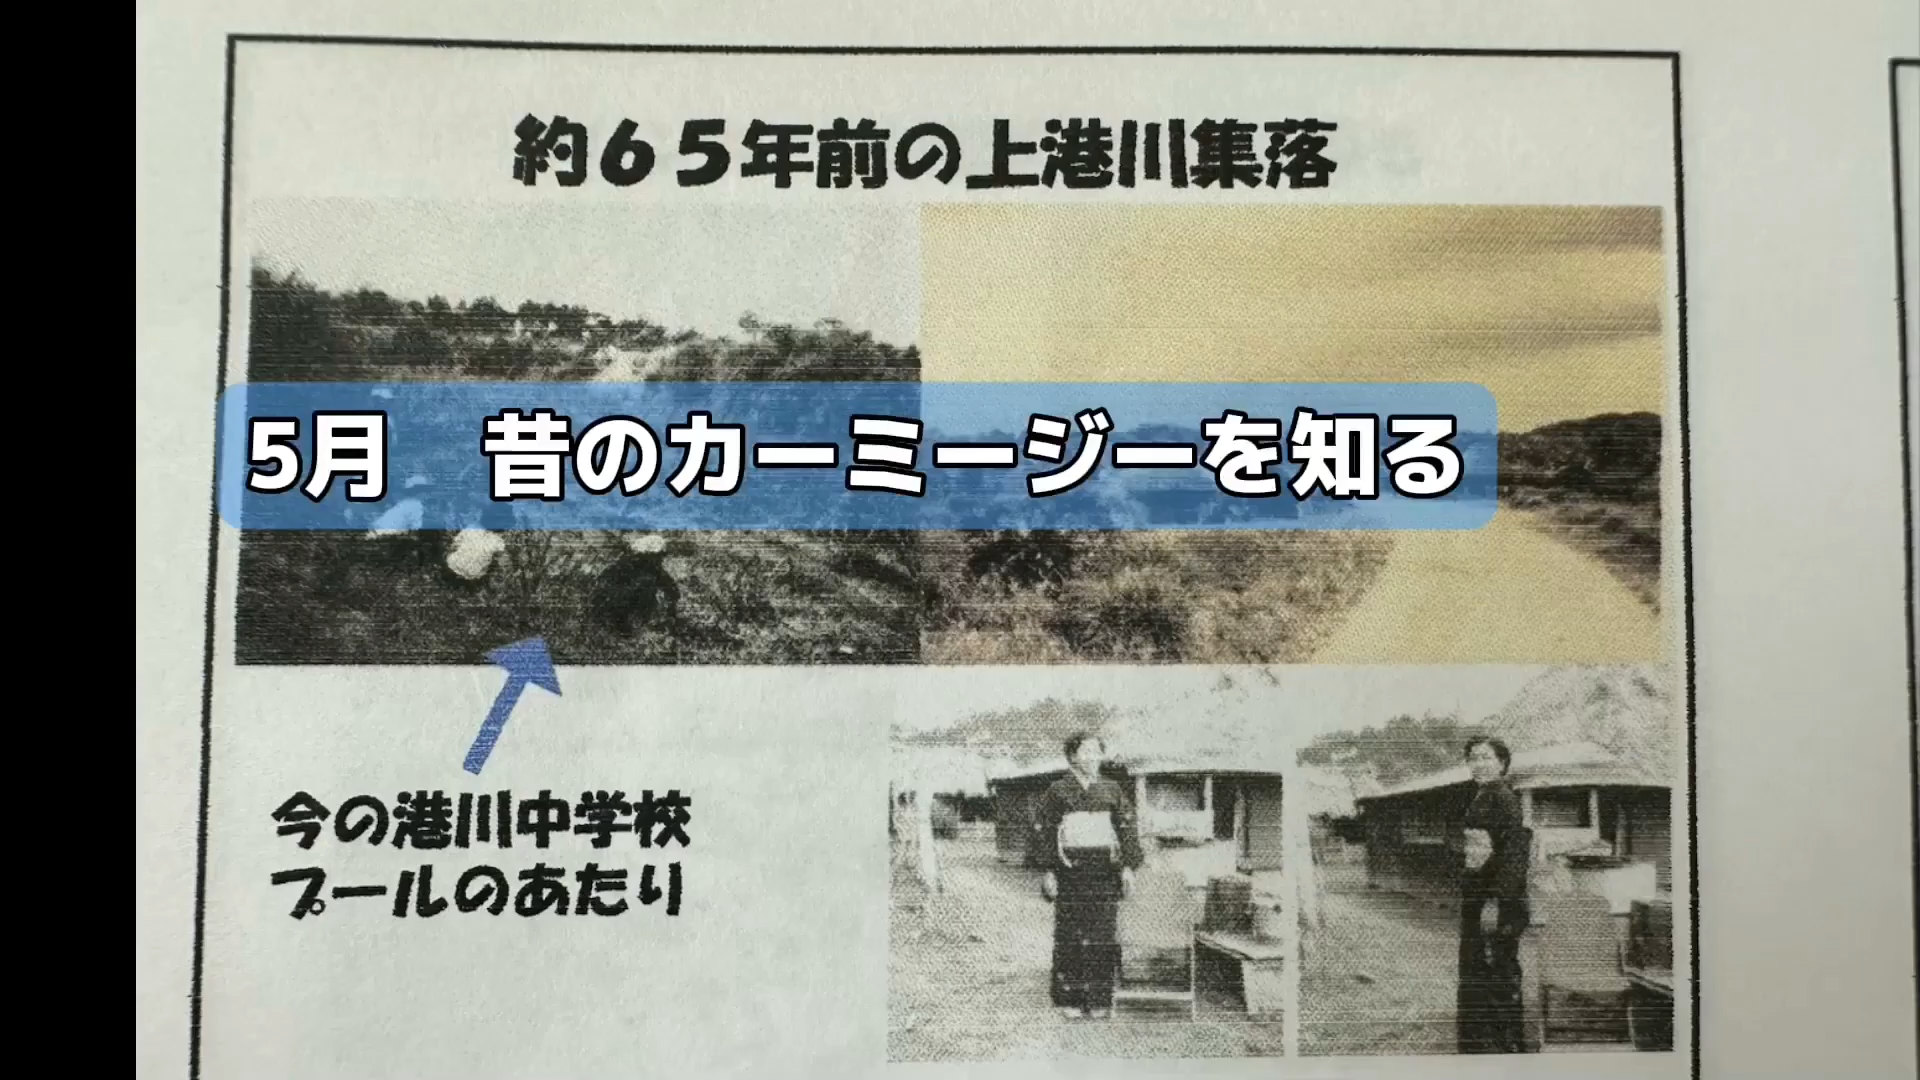 約６５年前の上港川集落
5月　昔のカーミージーを知る
今の港川中学校
プールのあたり